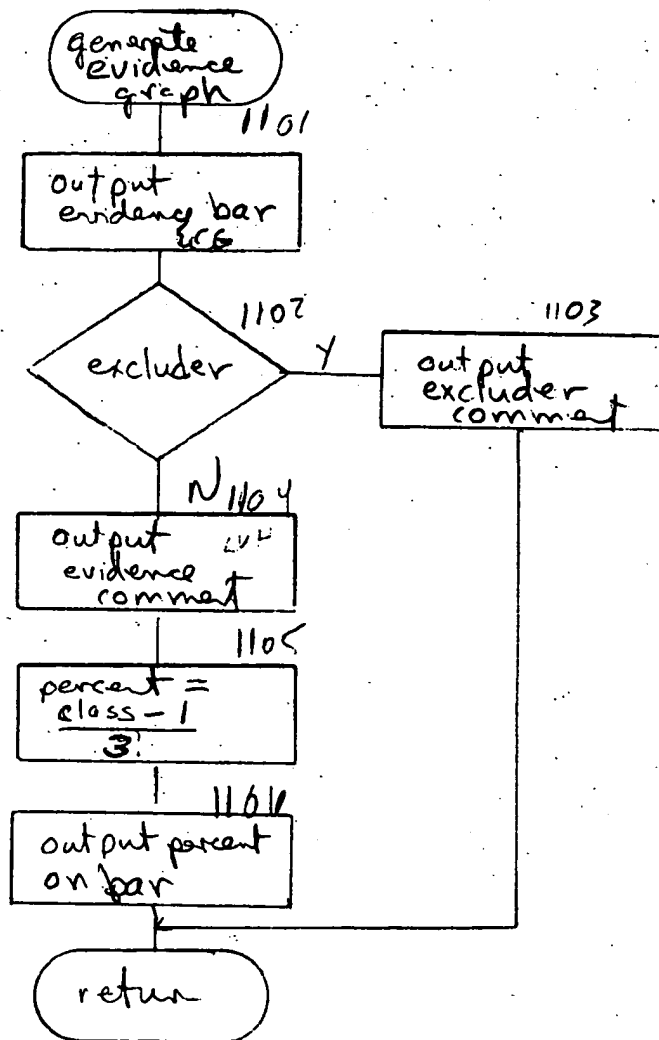 generate
evidence
graph
1101
output
evidence bar
1102
excluder
Y
1103
output
excluder
comment
N
1104
output
evidence
comment
1105
percent =
class - 1
3
1106
output percent
on bar
return